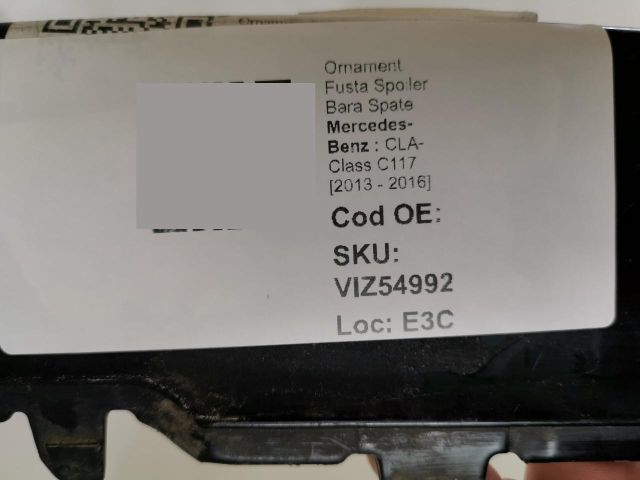 Ornament
Fusta Spoiler
Bara Spate
Mercedes-
Benz : CLA-
Class C117
[2013 - 2016]
Cod OE:
SKU:
VIZ54992
Loc: E3C